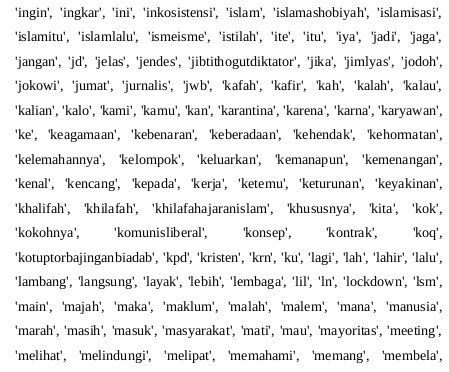 'ingin', 'ingkar', 'ini', 'inkosistensi', 'islam', 'islamashobiyah', 'islamisasi',
'islamitu', 'islamlalu', 'ismeisme', 'istilah', 'ite', 'itu', 'iya', 'jadi', 'jaga',
'jangan', 'jd', 'jelas', 'jendes', 'jibtithogutdiktator', 'jika', 'jimlyas', 'jodoh',
'jokowi', 'jumat', 'jurnalis', 'jwb', 'kafah', 'kafir', 'kah', 'kalah', 'kalau',
'kalian', 'kalo', 'kami', 'kamu', 'kan', 'karantina', 'karena', 'karna', 'karyawan',
'ke', 'keagamaan', 'kebenaran', 'keberadaan', 'kehendak', 'kehormatan',
'kelemahannya', 'kelompok', 'keluarkan', 'kemanapun', 'kemenangan',
'kenal', 'kencang', 'kepada', 'kerja', 'ketemu', 'keturunan', 'keyakinan',
'khalifah', 'khilafah', 'khilafahajaranislam', 'khususnya', 'kita', 'kok',
'kokohnya', 'komunisliberal', 'konsep', 'kontrak', 'koq',
'kotuptorbajinganbiadab', 'kpd', 'kristen', 'krn', 'ku', 'lagi', 'lah', 'lahir', 'lalu',
'lambang', 'langsung', 'layak', 'lebih', 'lembaga', 'lil', 'ln', 'lockdown', 'lsm',
'main', 'majah', 'maka', 'maklum', 'malah', 'malem', 'mana', 'manusia',
'marah', 'masih', 'masuk', 'masyarakat', 'mati', 'mau', 'mayoritas', 'meeting',
'melihat', 'melindungi', 'melipat', 'memahami', 'memang', 'membela',